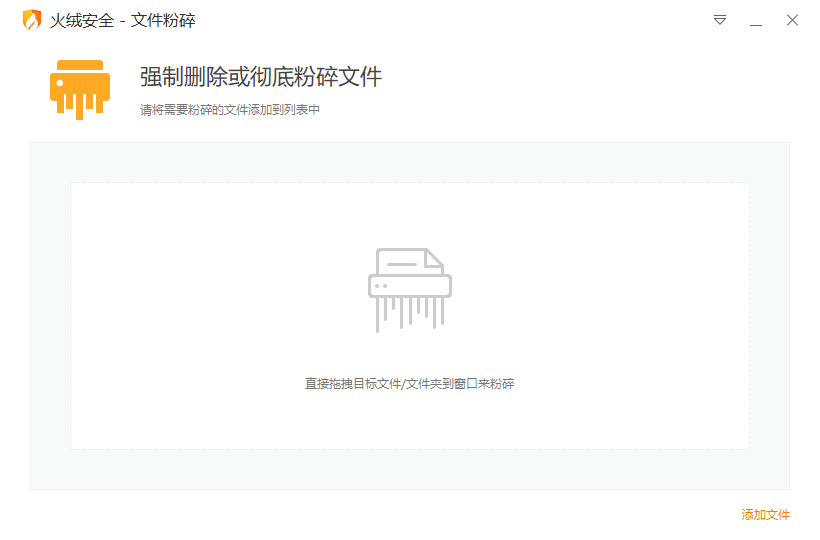 火绒安全 - 文件粉碎
强制删除或彻底粉碎文件
请将需要粉碎的文件添加到列表中
直接拖拽目标文件/文件夹到窗口来粉碎
添加文件